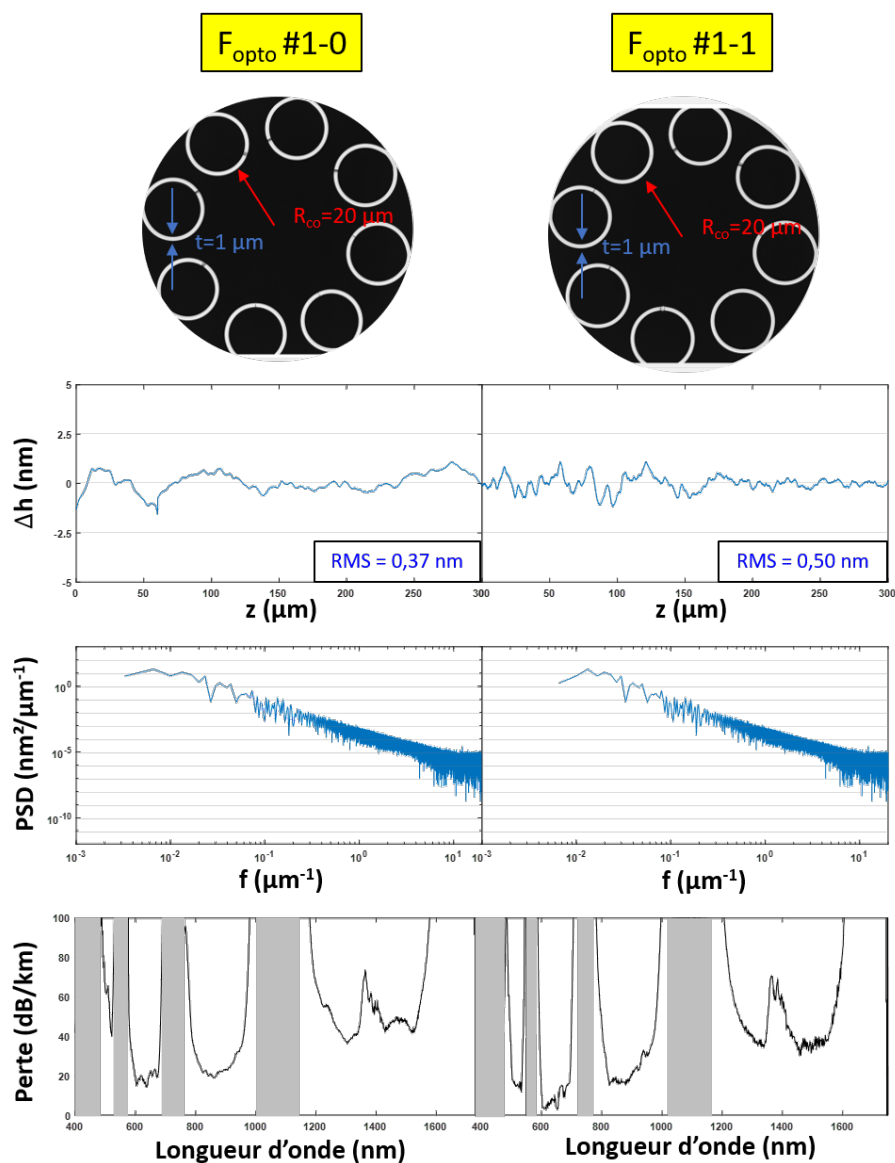 F_opto #1-0 F_opto #1-1
R_co=20 µm R_co=20 µm
t=1 µm t=1 µm
Δh (nm)
5
2.5
0
-2.5
-5
RMS = 0,37 nm RMS = 0,50 nm
0 50 100 150 200 250 300 50 100 150 200 250 300
z (µm) z (µm)
PSD (nm²/µm⁻¹)
10⁰
10⁻⁵
10⁻¹⁰
10⁻³ 10⁻² 10⁻¹ 10⁰ 10¹ 10⁻³ 10⁻² 10⁻¹ 10⁰ 10¹
f (µm⁻¹) f (µm⁻¹)
Perte (dB/km)
100
80
60
40
20
0
400 600 800 1000 1200 1400 1600 400 600 800 1000 1200 1400 1600
Longueur d’onde (nm) Longueur d’onde (nm)